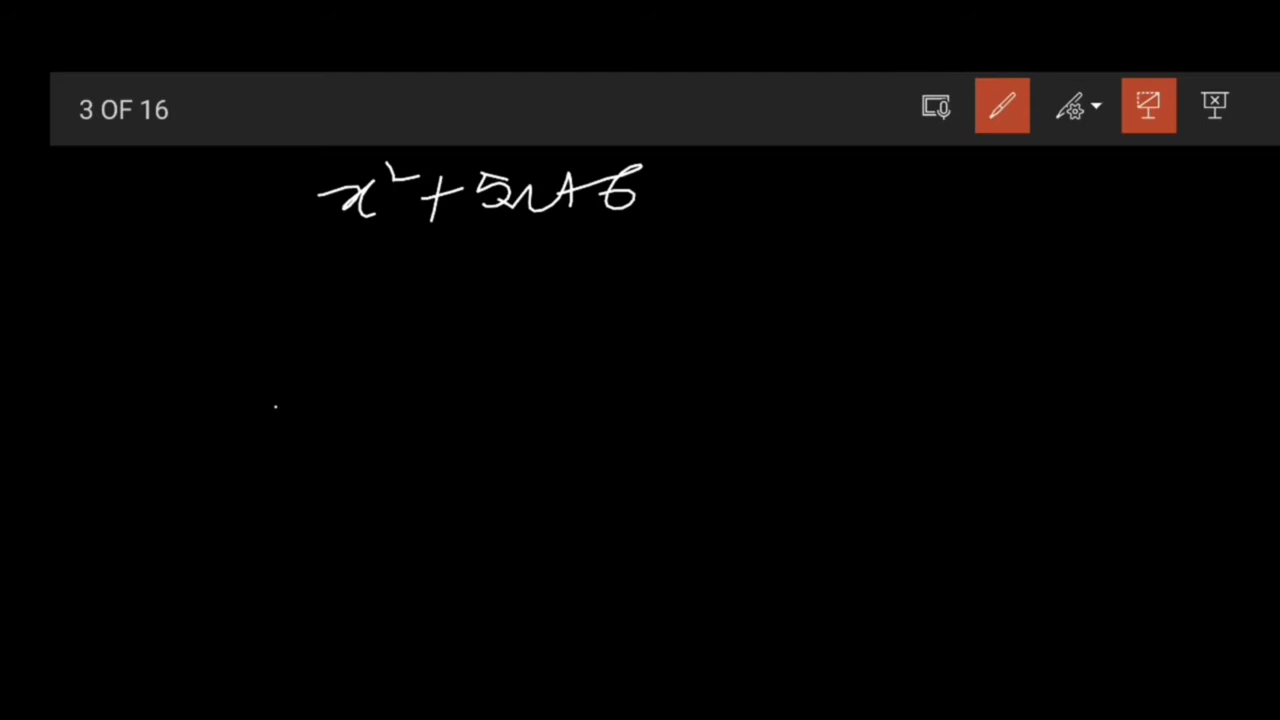 3 OF 16
x² + 5x + 6